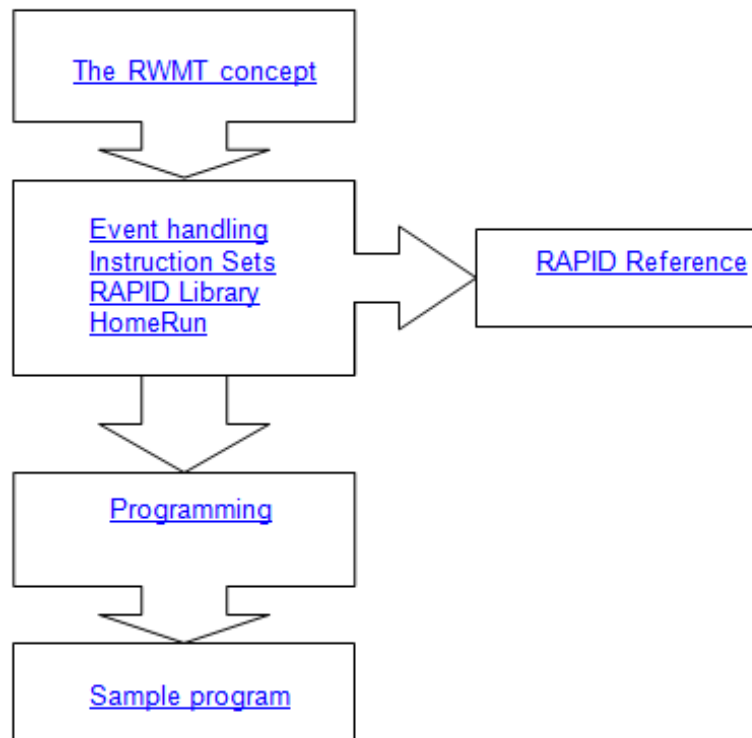 The RWMT concept
Event handling
Instruction Sets
RAPID Library
HomeRun
RAPID Reference
Programming
Sample program